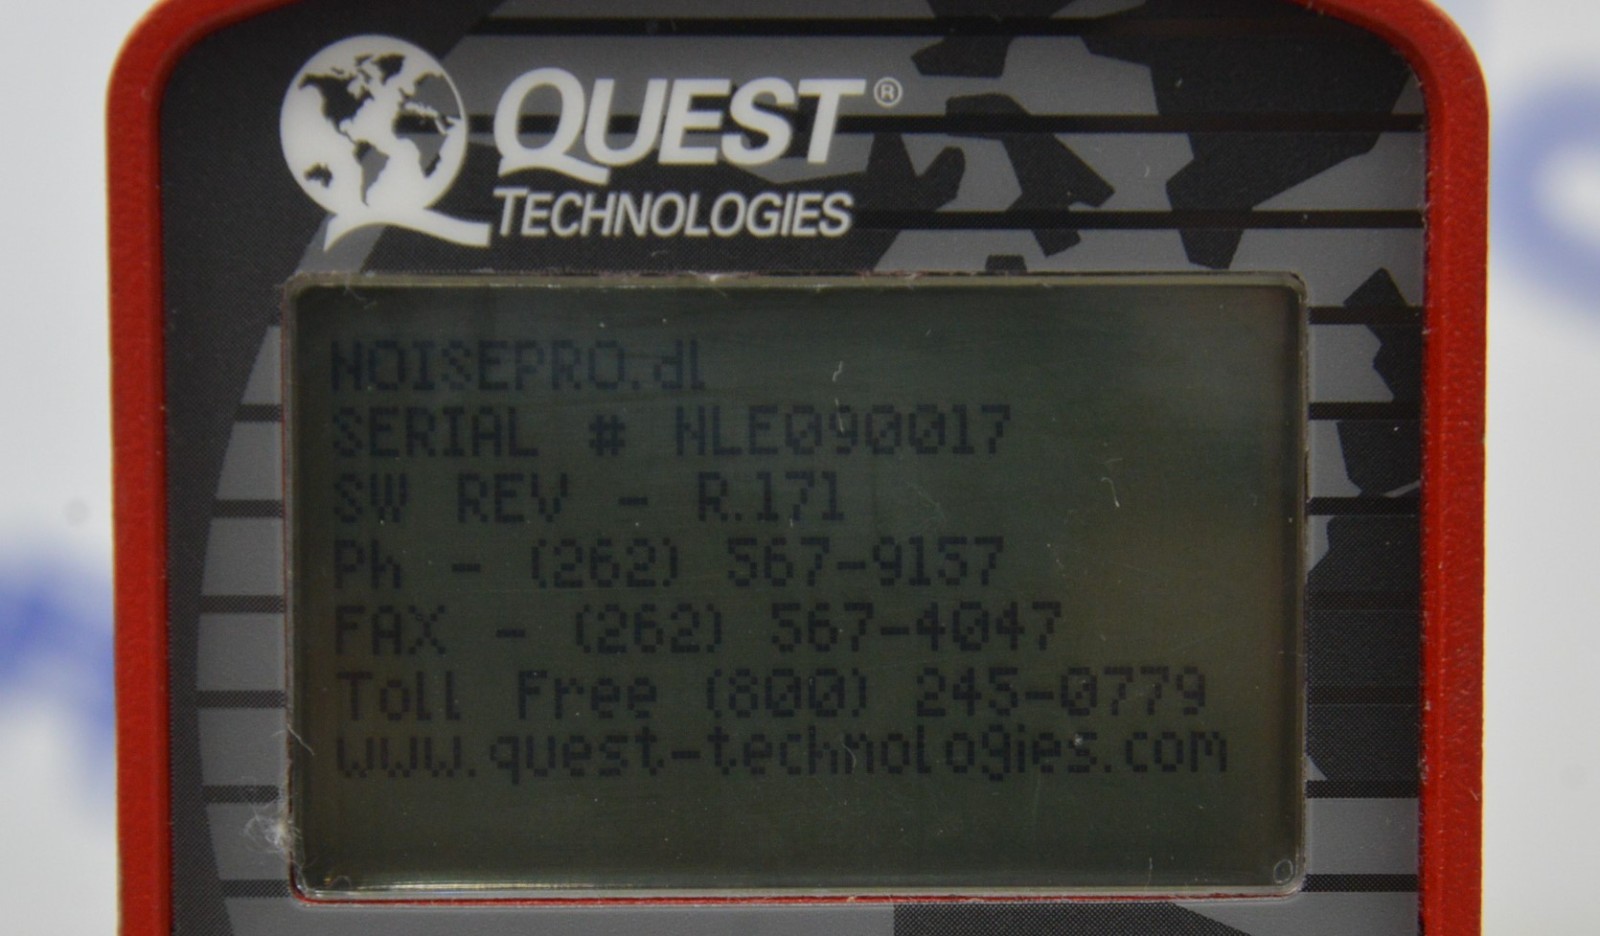 QUEST®
TECHNOLOGIES
NOISEPRO.dl
SERIAL # NLE090017
SW REV - R.171
Ph - (262) 567-9157
FAX - (262) 567-4047
Toll Free (800) 245-0779
www.quest-technologies.com